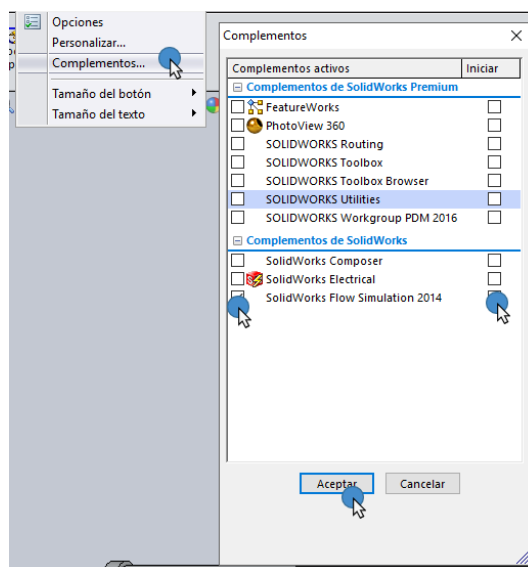 Opciones
Personalizar...
Complementos...
Tamaño del botón
Tamaño del texto
Complementos
Complementos activos Iniciar
Complementos de SolidWorks Premium
FeatureWorks
PhotoView 360
SOLIDWORKS Routing
SOLIDWORKS Toolbox
SOLIDWORKS Toolbox Browser
SOLIDWORKS Utilities
SOLIDWORKS Workgroup PDM 2016
Complementos de SolidWorks
SolidWorks Composer
SolidWorks Electrical
SolidWorks Flow Simulation 2014
Aceptar Cancelar